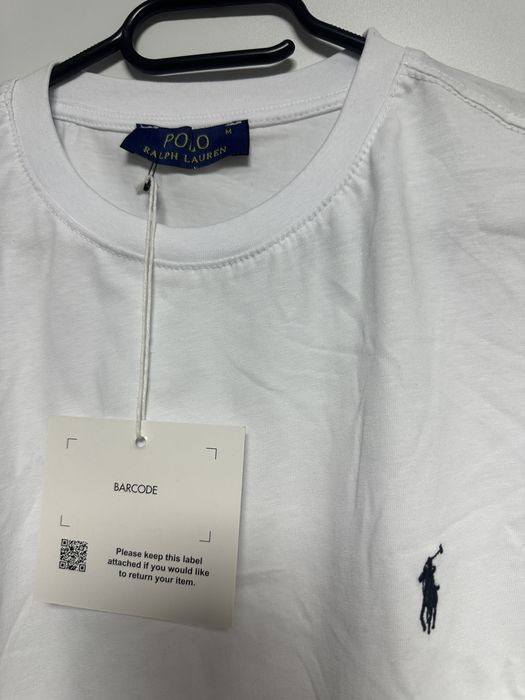 POLO
M
RALPH LAUREN
BARCODE
Please keep this label
attached if you would like
to return your item.